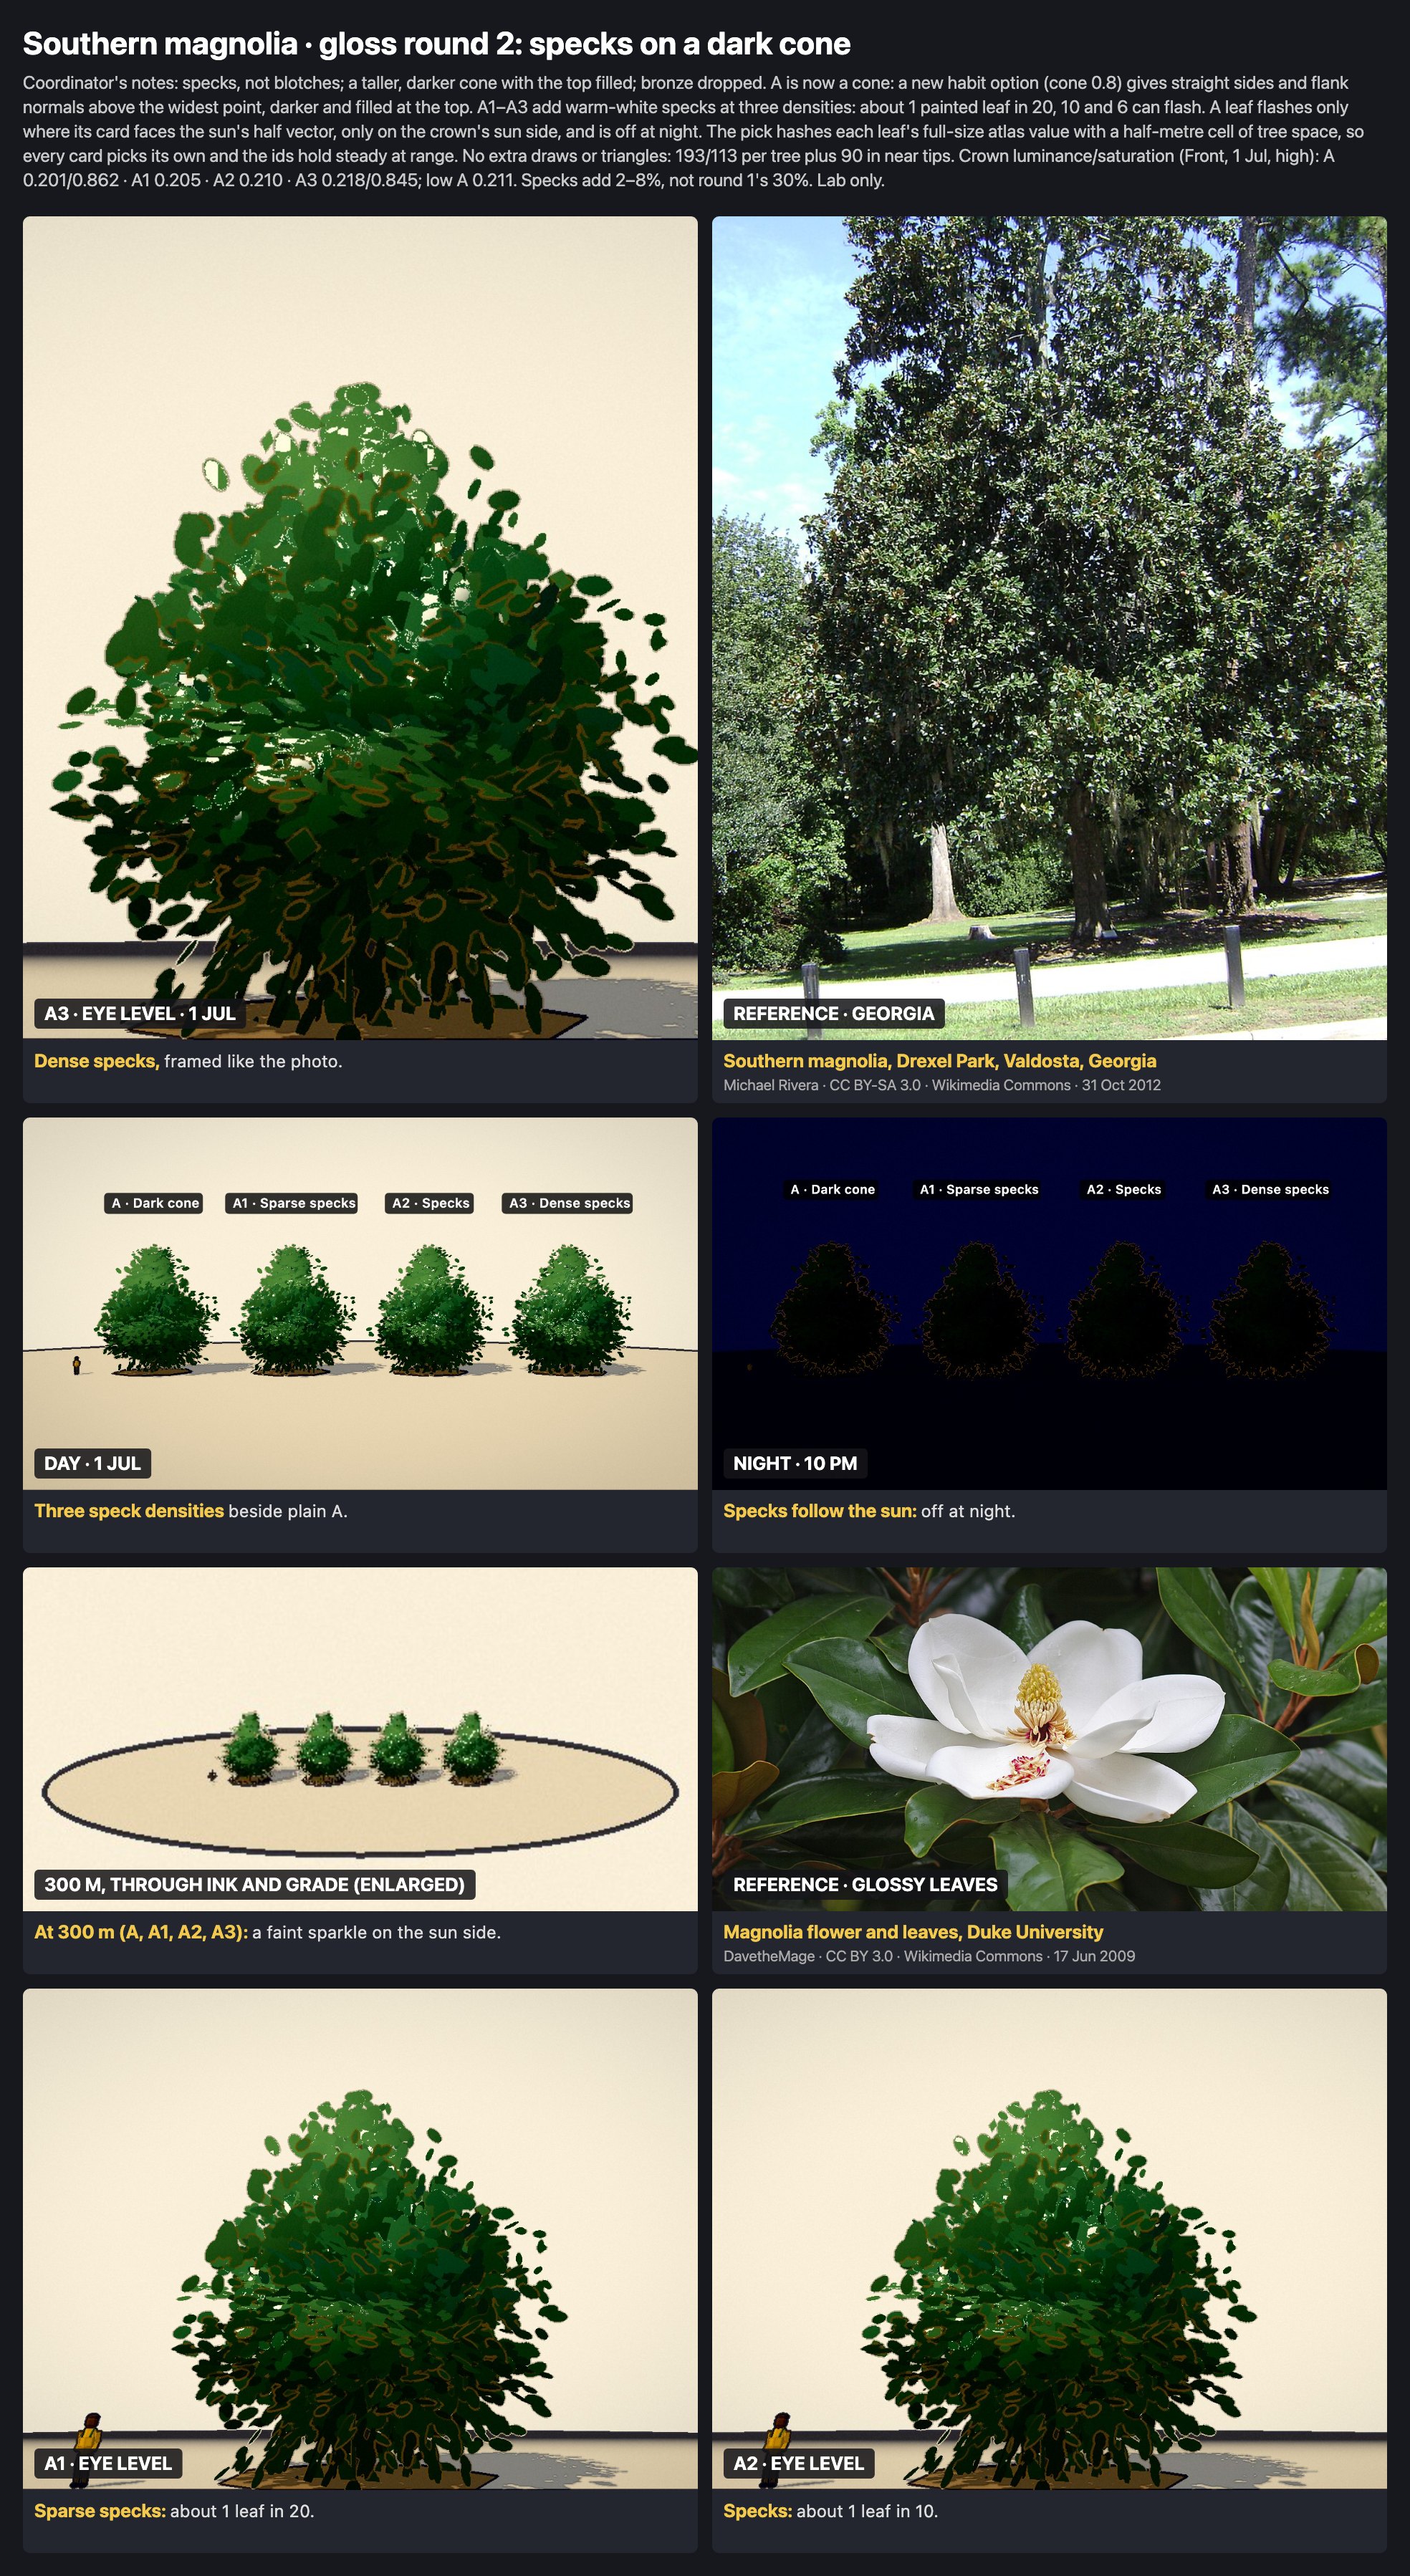 Southern magnolia · gloss round 2: specks on a dark cone
Coordinator's notes: specks, not blotches; a taller, darker cone with the top filled; bronze dropped. A is now a cone: a new habit option (cone 0.8) gives straight sides and flank
normals above the widest point, darker and filled at the top. A1–A3 add warm-white specks at three densities: about 1 painted leaf in 20, 10 and 6 can flash. A leaf flashes only
where its card faces the sun's half vector, only on the crown's sun side, and is off at night. The pick hashes each leaf's full-size atlas value with a half-metre cell of tree space, so
every card picks its own and the ids hold steady at range. No extra draws or triangles: 193/113 per tree plus 90 in near tips. Crown luminance/saturation (Front, 1 Jul, high): A
0.201/0.862 · A1 0.205 · A2 0.210 · A3 0.218/0.845; low A 0.211. Specks add 2–8%, not round 1's 30%. Lab only.
A3 · EYE LEVEL · 1 JUL
Dense specks, framed like the photo.
REFERENCE · GEORGIA
Southern magnolia, Drexel Park, Valdosta, Georgia
Michael Rivera · CC BY-SA 3.0 · Wikimedia Commons · 31 Oct 2012
A · Dark cone
A1 · Sparse specks
A2 · Specks
A3 · Dense specks
DAY · 1 JUL
Three speck densities beside plain A.
A · Dark cone
A1 · Sparse specks
A2 · Specks
A3 · Dense specks
NIGHT · 10 PM
Specks follow the sun: off at night.
300 M, THROUGH INK AND GRADE (ENLARGED)
At 300 m (A, A1, A2, A3): a faint sparkle on the sun side.
REFERENCE · GLOSSY LEAVES
Magnolia flower and leaves, Duke University
DavetheMage · CC BY 3.0 · Wikimedia Commons · 17 Jun 2009
A1 · EYE LEVEL
Sparse specks: about 1 leaf in 20.
A2 · EYE LEVEL
Specks: about 1 leaf in 10.